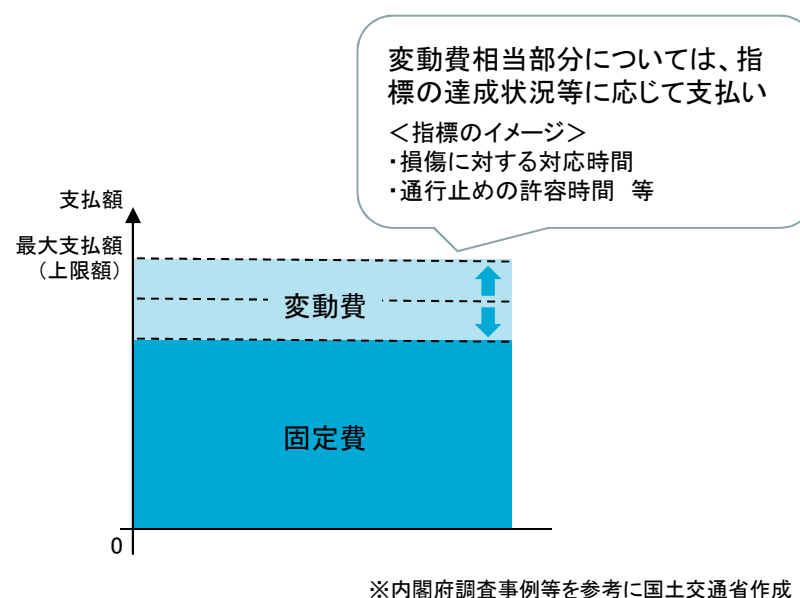 変動費相当部分については、指
標の達成状況等に応じて支払い
＜指標のイメージ＞
・損傷に対する対応時間
・通行止めの許容時間　等
支払額
最大支払額
（上限額）
変動費
固定費
0
※内閣府調査事例等を参考に国土交通省作成